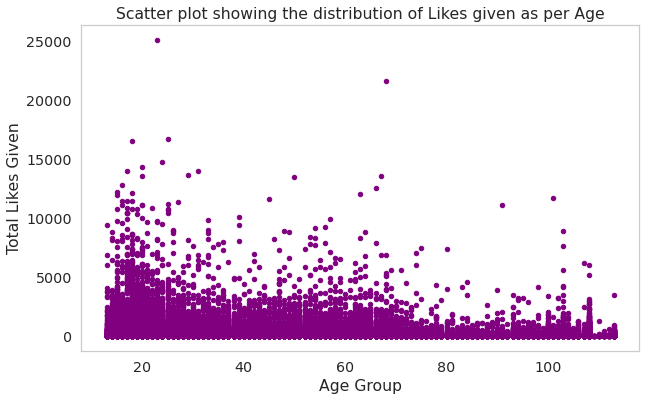 Scatter plot showing the distribution of Likes given as per Age
25000
20000
15000
10000
5000
0
Total Likes Given
20 40 60 80 100
Age Group